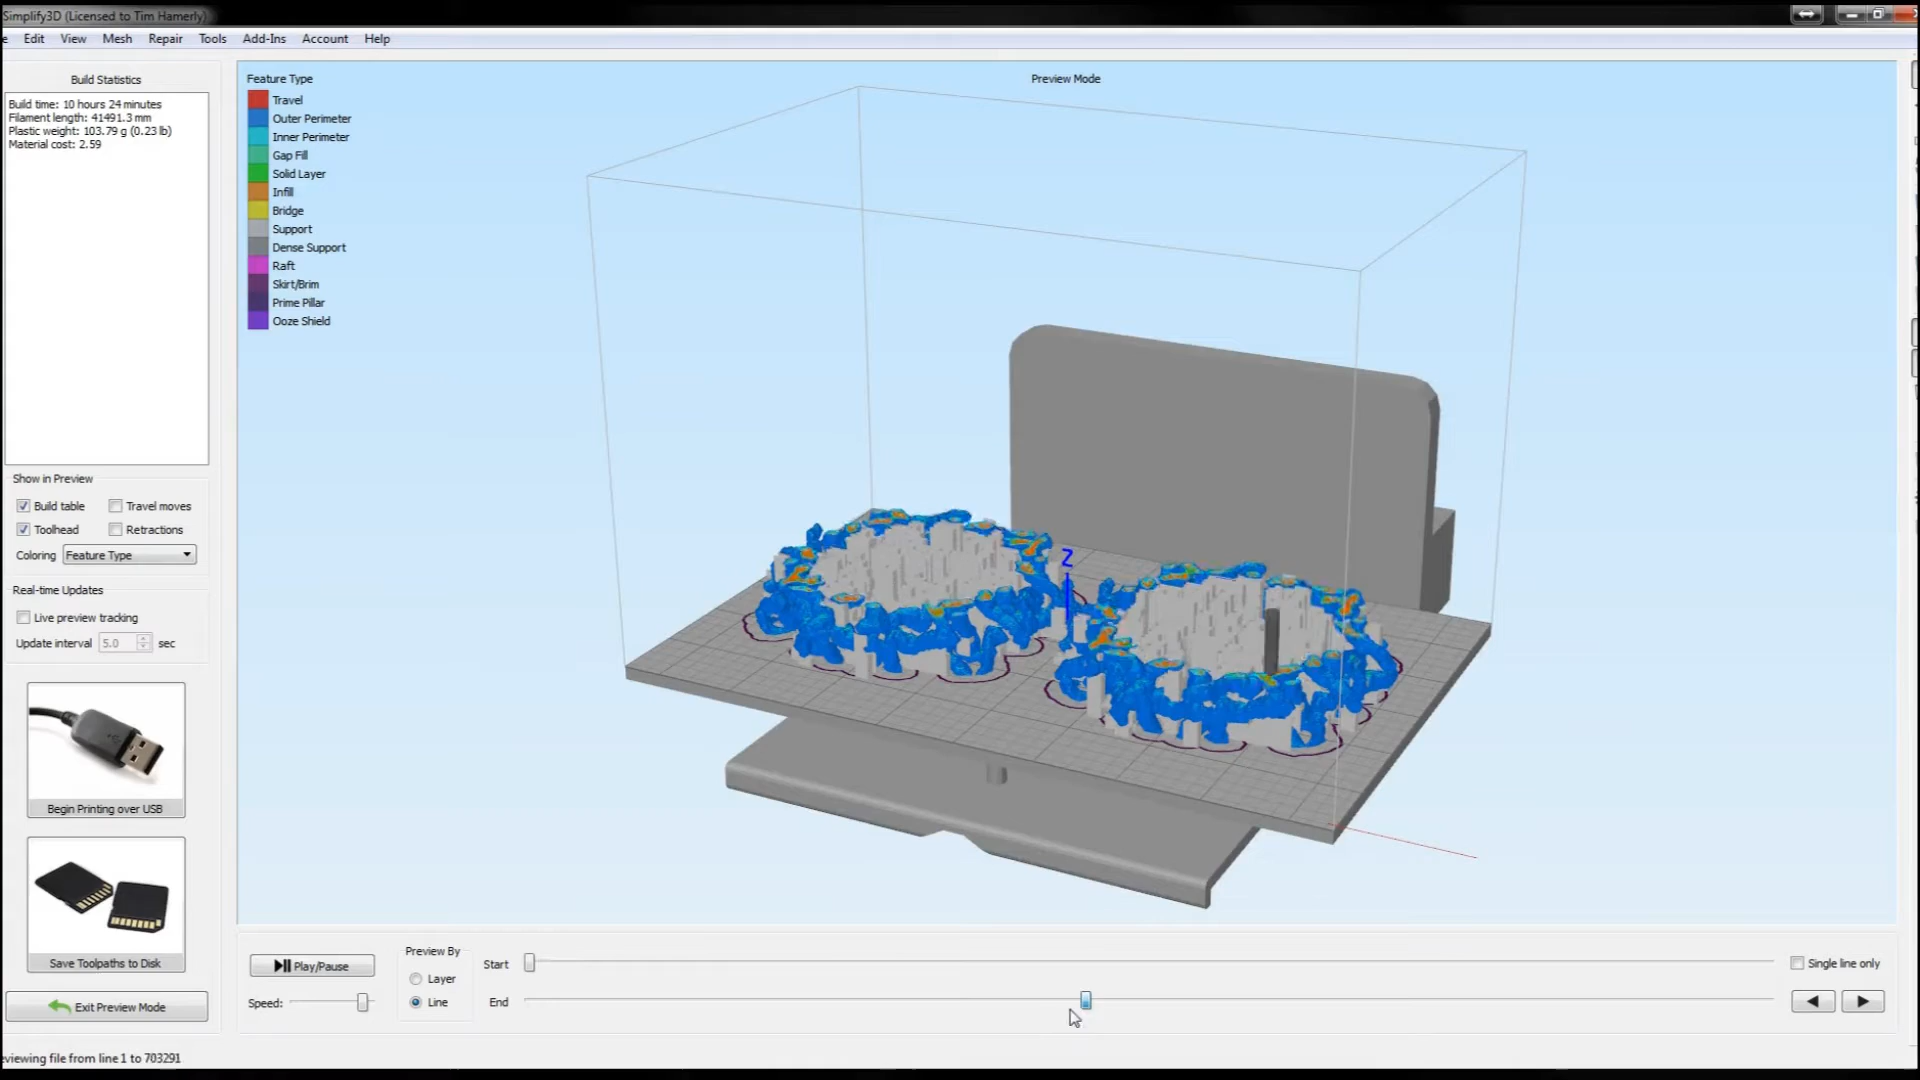 Simplify3D (Licensed to Tim Hamerly)
e Edit View Mesh Repair Tools Add-Ins Account Help
Build Statistics
Build time: 10 hours 24 minutes
Filament length: 41491.3 mm
Plastic weight: 103.79 g (0.23 lb)
Material cost: 2.59
Feature Type
Travel
Outer Perimeter
Inner Perimeter
Gap Fill
Solid Layer
Infill
Bridge
Support
Dense Support
Raft
Skirt/Brim
Prime Pillar
Ooze Shield
Preview Mode
Z
Show in Preview
Build table Travel moves
Toolhead Retractions
Coloring Feature Type
Real-time Updates
Live preview tracking
Update interval 5.0 sec
Begin Printing over USB
Save Toolpaths to Disk
Exit Preview Mode
Play/Pause
Speed:
Preview By
Layer
Line
Start
End
Single line only
eviewing file from line 1 to 703291